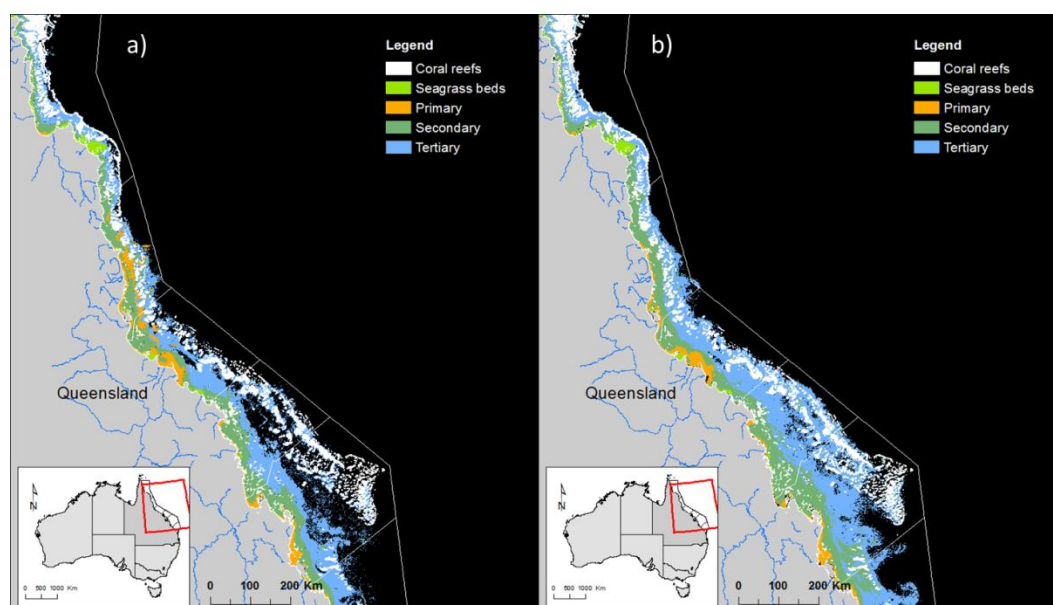 a)
Legend
Coral reefs
Seagrass beds
Primary
Secondary
Tertiary
Queensland
N
0 500 1000 Km
0 100 200 Km
b)
Legend
Coral reefs
Seagrass beds
Primary
Secondary
Tertiary
Queensland
N
0 500 1000 Km
0 100 200 Km